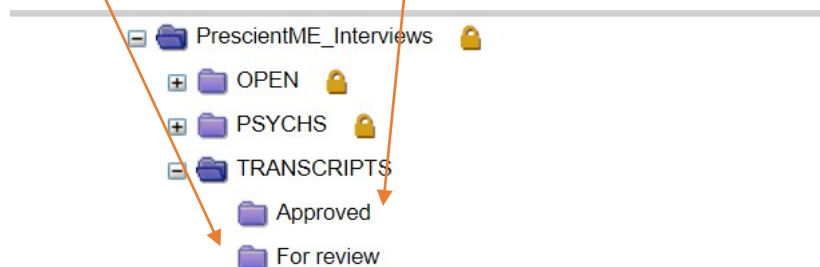 PrescientME_Interviews
OPEN
PSYCHS
TRANSCRIPTS
Approved
For review